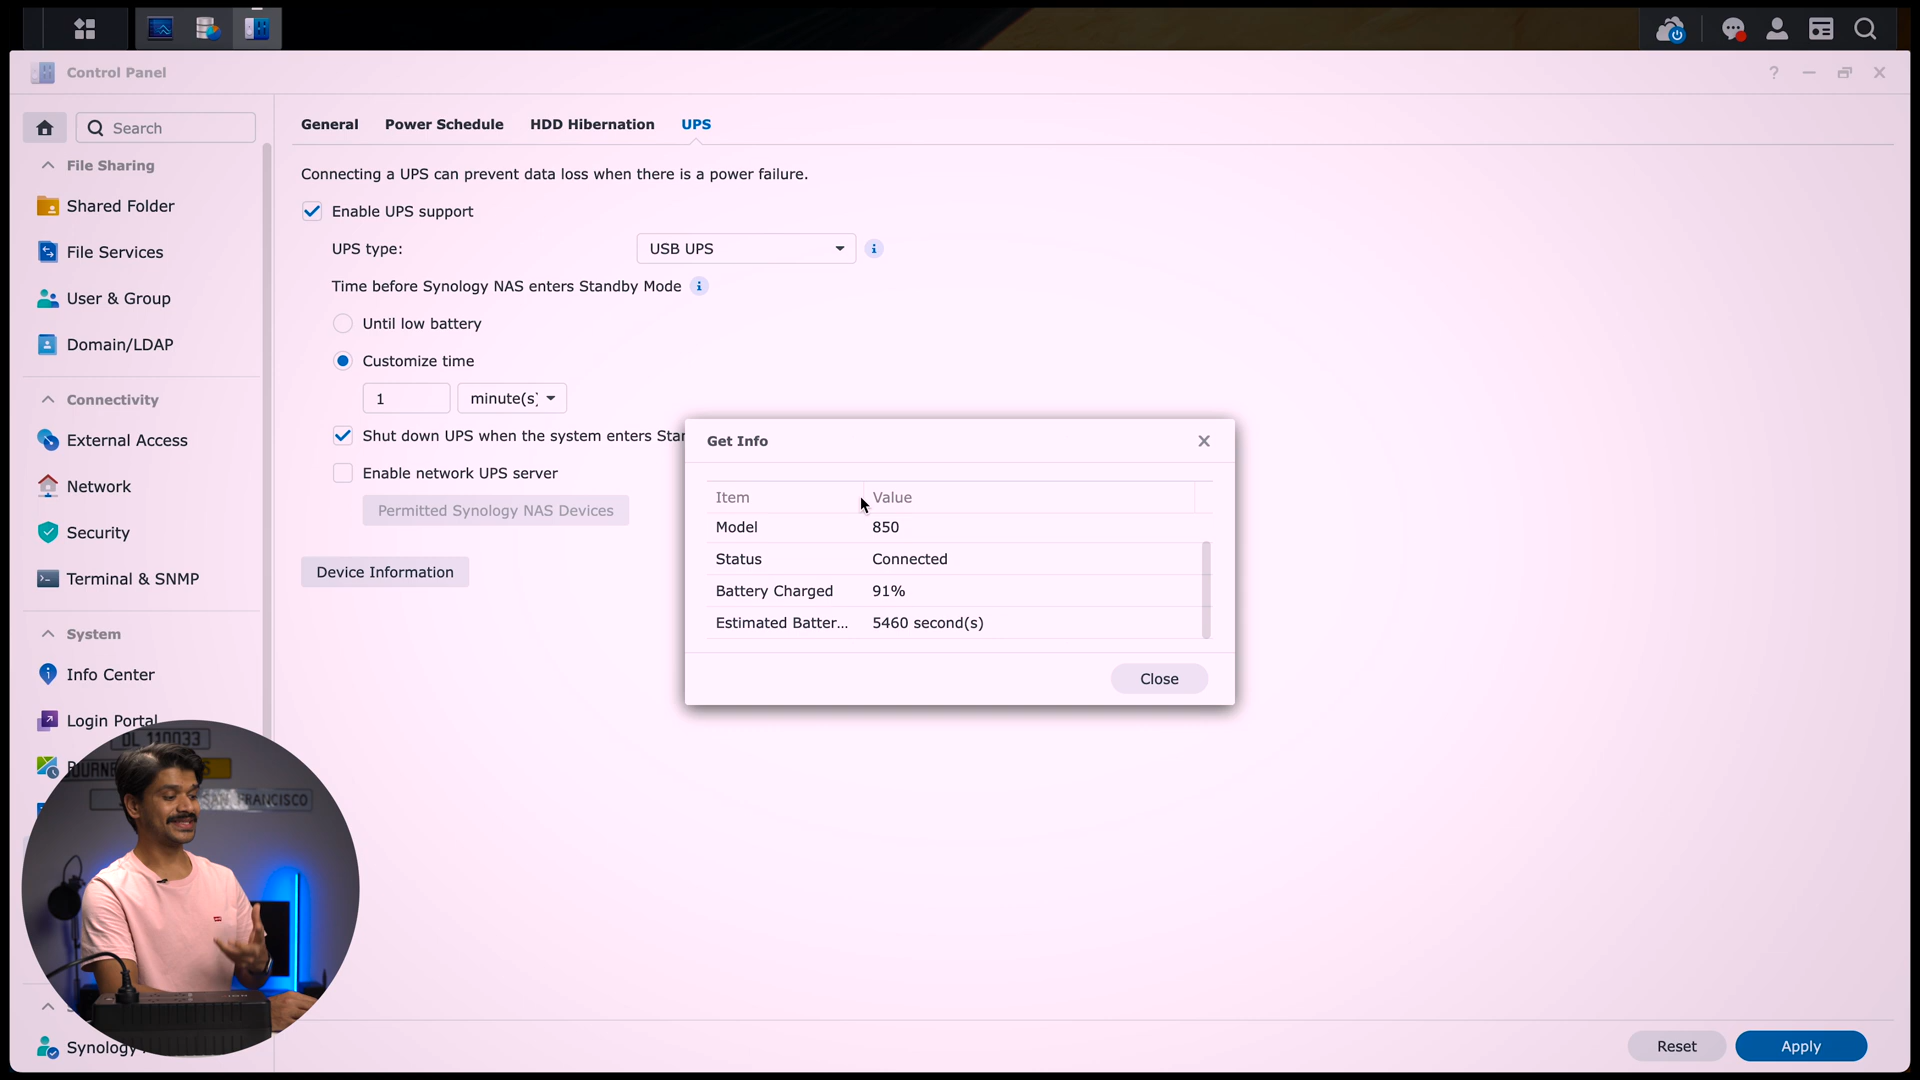 Control Panel
?
Search
File Sharing
Shared Folder
File Services
User & Group
Domain/LDAP
Connectivity
External Access
Network
Security
Terminal & SNMP
System
Info Center
Login Portal
General Power Schedule HDD Hibernation UPS
Connecting a UPS can prevent data loss when there is a power failure.
Enable UPS support
UPS type: USB UPS
Time before Synology NAS enters Standby Mode
Until low battery
Customize time
1 minute(s)
Shut down UPS when the system enters Star
Enable network UPS server
Permitted Synology NAS Devices
Device Information
Get Info
Item Value
Model 850
Status Connected
Battery Charged 91%
Estimated Batter... 5460 second(s)
Close
DL 110033
SAN FRANCISCO
Synology
Reset Apply